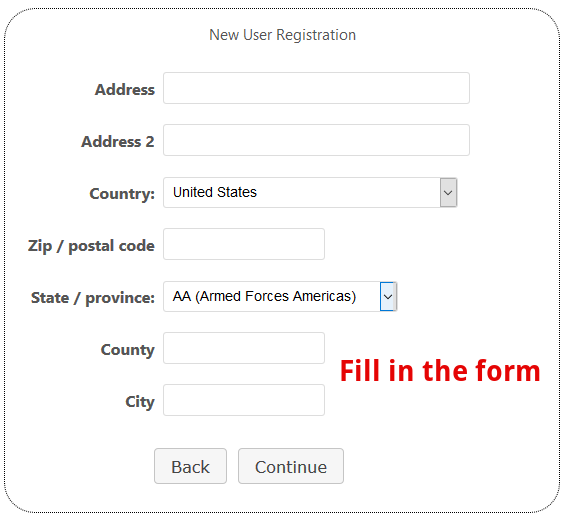 New User Registration
Address
Address 2
Country: United States
Zip / postal code
State / province: AA (Armed Forces Americas)
County
Fill in the form
City
Back Continue